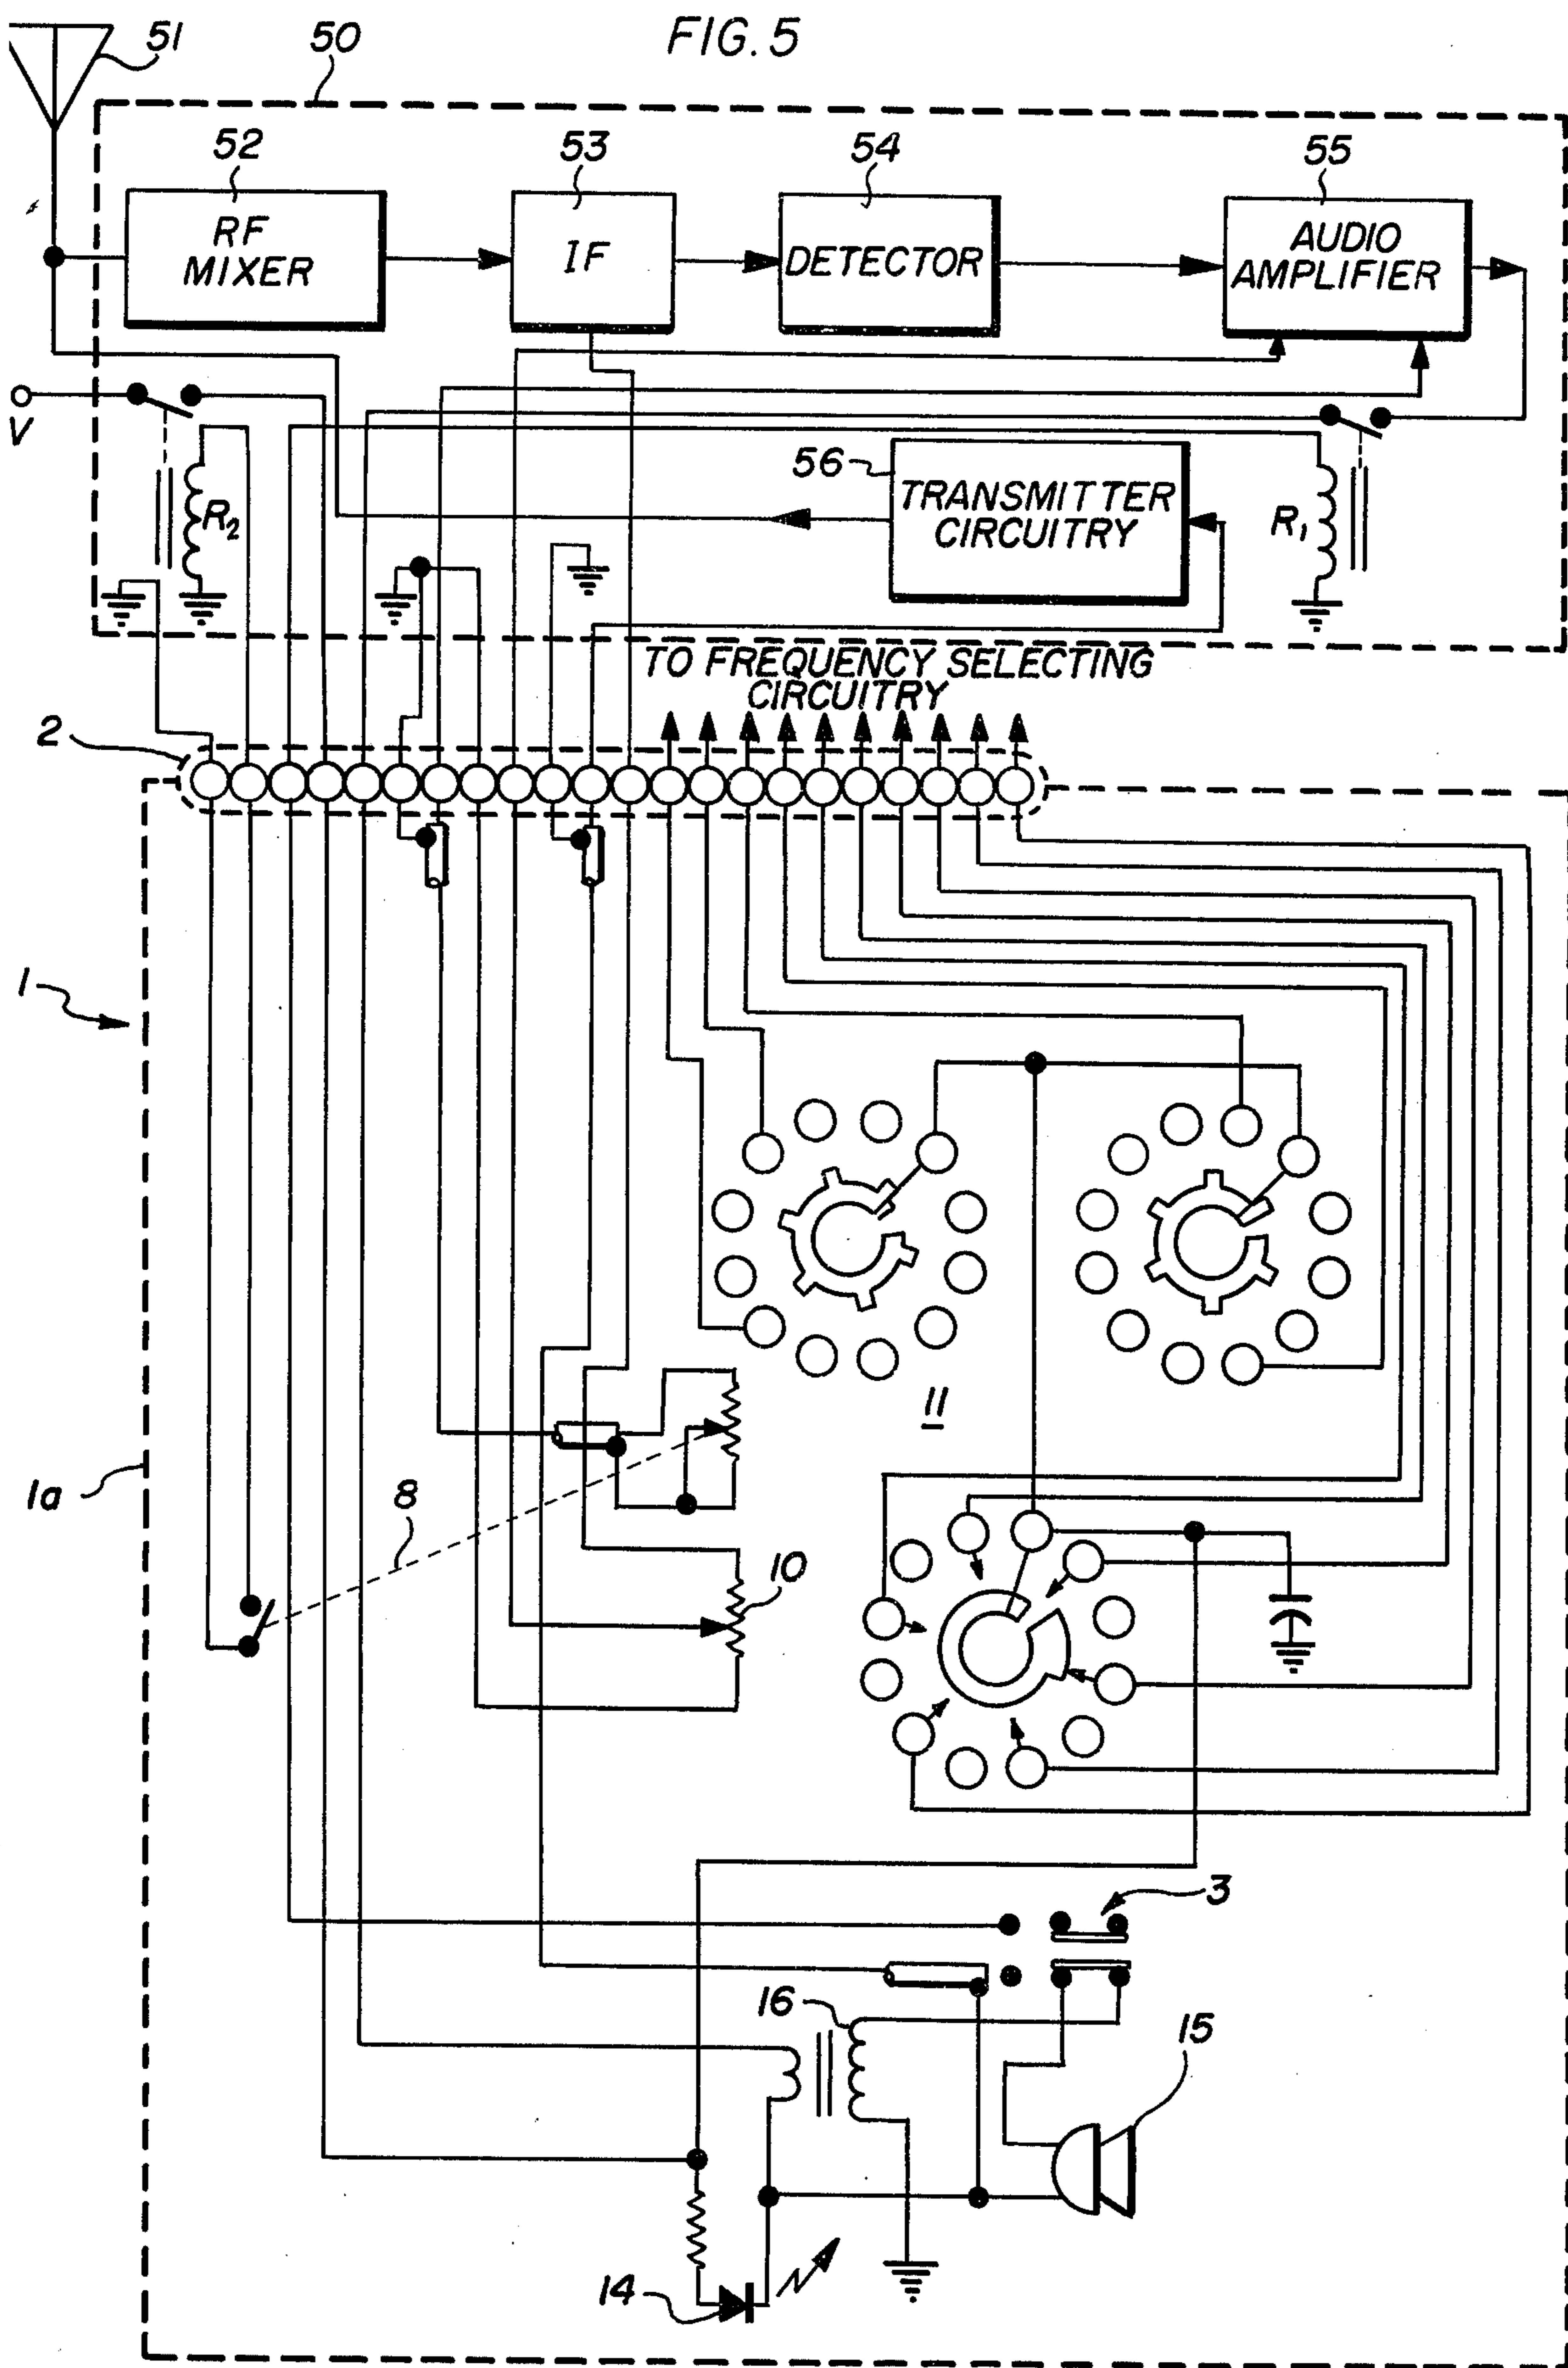 FIG. 5
51
50
52
53
54
55
RF
MIXER
IF
DETECTOR
AUDIO
AMPLIFIER
V
56
TRANSMITTER
CIRCUITRY
R2
R1
TO FREQUENCY SELECTING
CIRCUITRY
2
1
11
1a
8
10
3
16
15
14